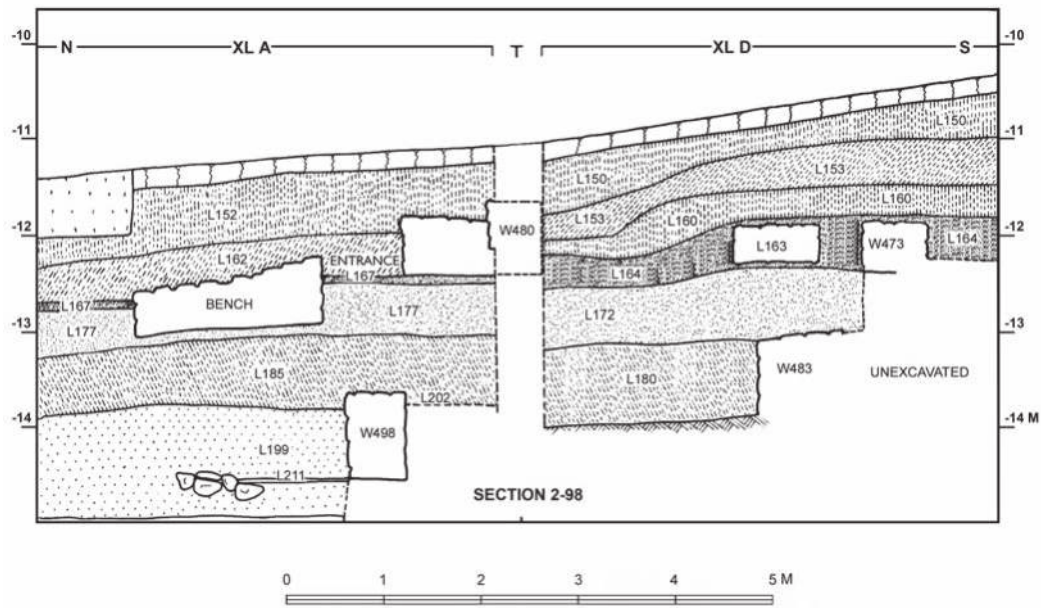 N XL A T XL D S
-10 -10
L150
-11 -11
L150 L153
L152 L153 L160
-12 W480 L160 -12
L162 ENTRANCE L163 W473 L164
L167 L164
L167 BENCH
L177 L177 L172
-13 -13
L185 L180 W483 UNEXCAVATED
L202
-14 -14 M
W498
L199
L211
SECTION 2-98
0 1 2 3 4 5 M